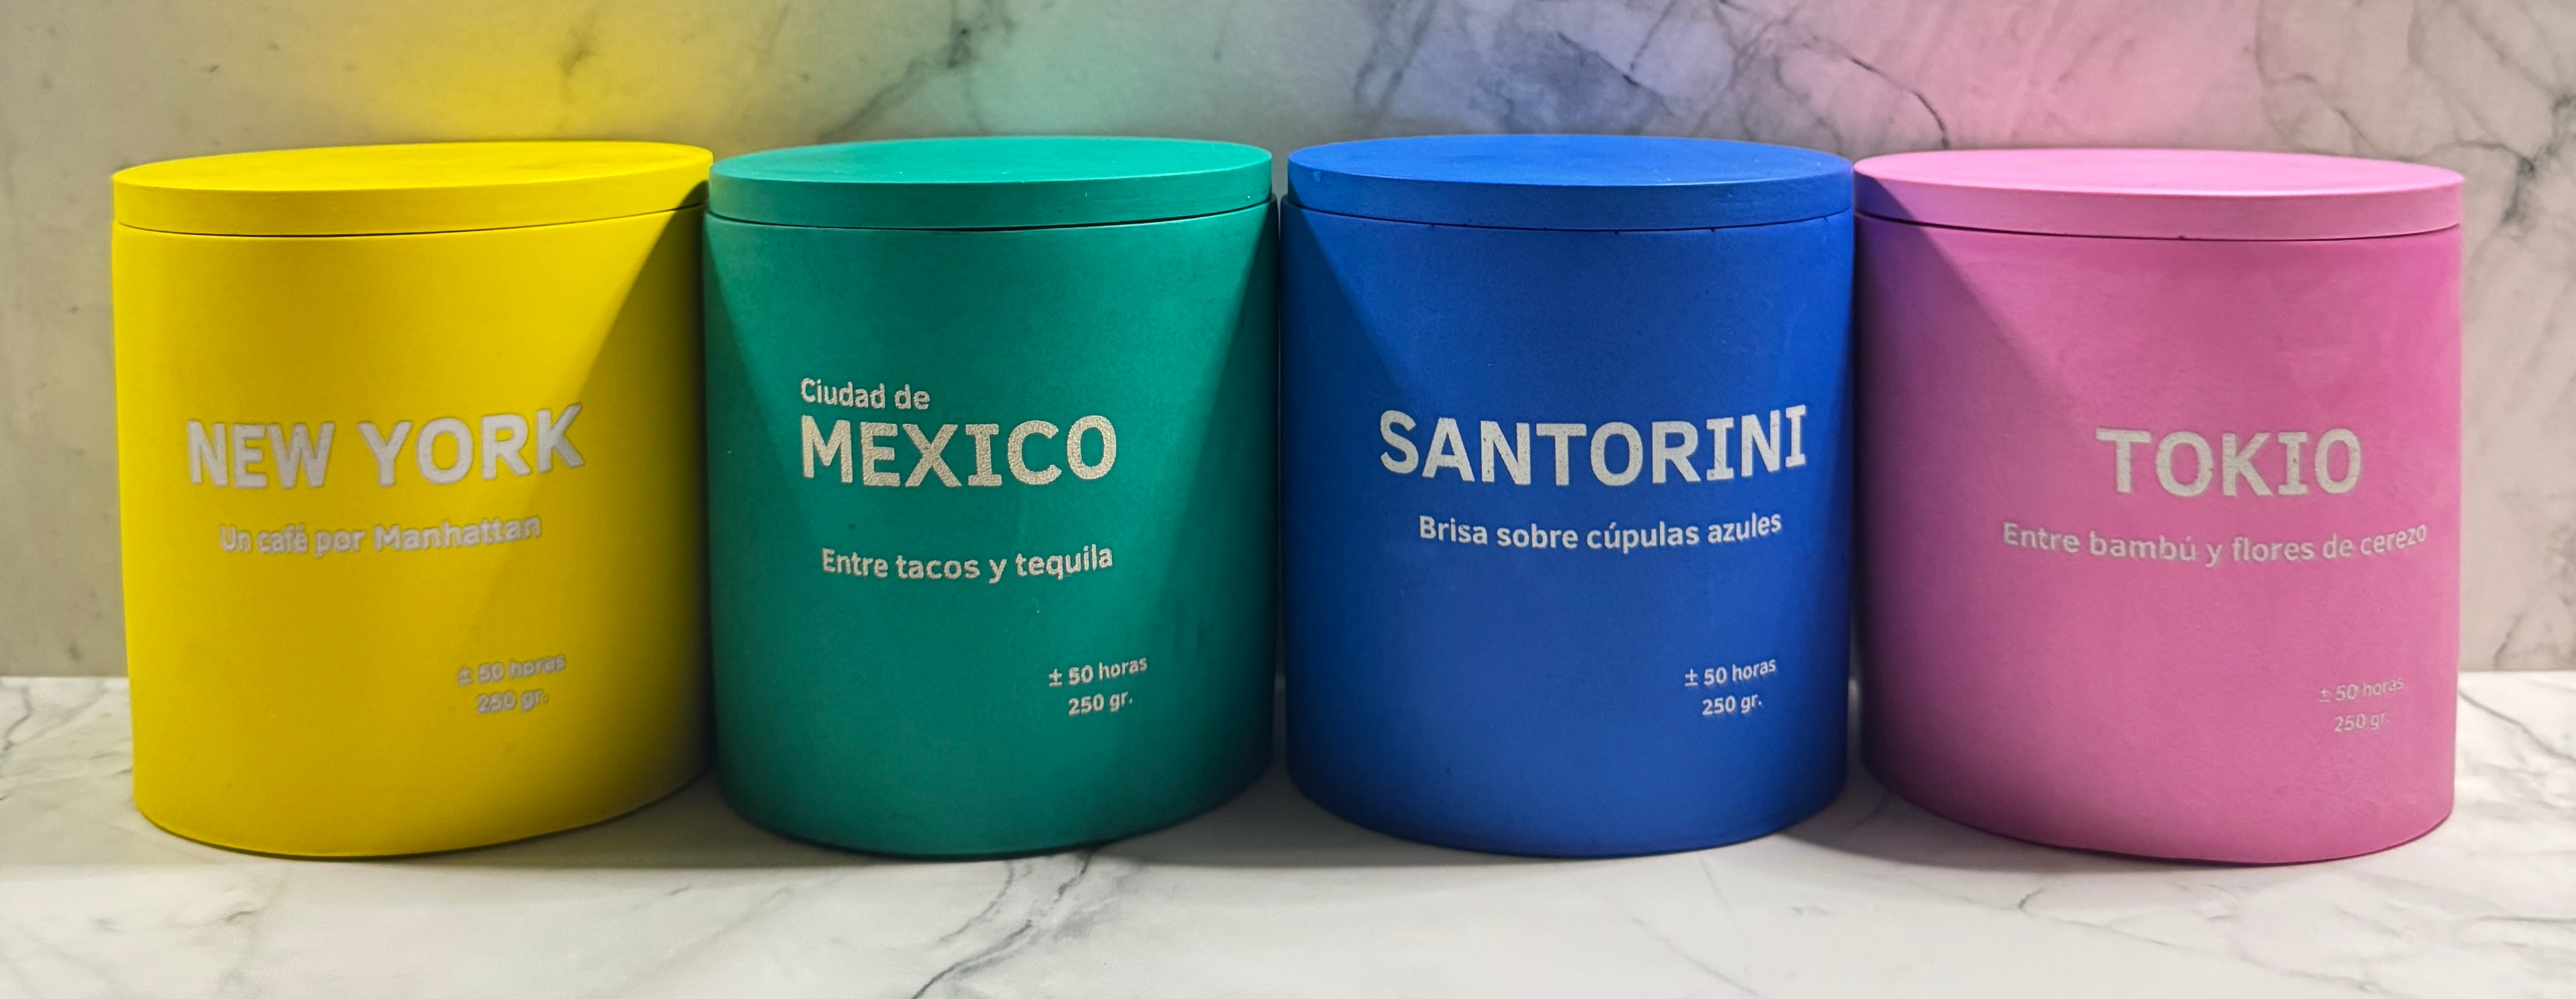 NEW YORK
Un café por Manhattan
± 50 horas
250 gr.
Ciudad de
MEXICO
Entre tacos y tequila
± 50 horas
250 gr.
SANTORINI
Brisa sobre cúpulas azules
± 50 horas
250 gr.
TOKIO
Entre bambú y flores de cerezo
± 50 horas
250 gr.